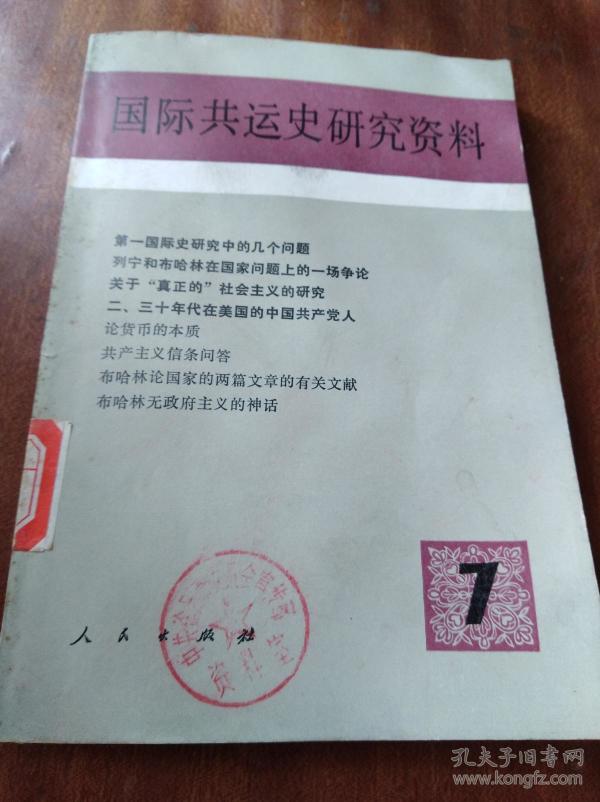 国际共运史研究资料
第一国际史研究中的几个问题
列宁和布哈林在国家问题上的一场争论
关于“真正的”社会主义的研究
二、三十年代在美国的中国共产党人
论货币的本质
共产主义信条问答
布哈林论国家的两篇文章的有关文献
布哈林无政府主义的神话
7
人民出版社
中共
资料室
孔夫子旧书网
www.kongfz.com